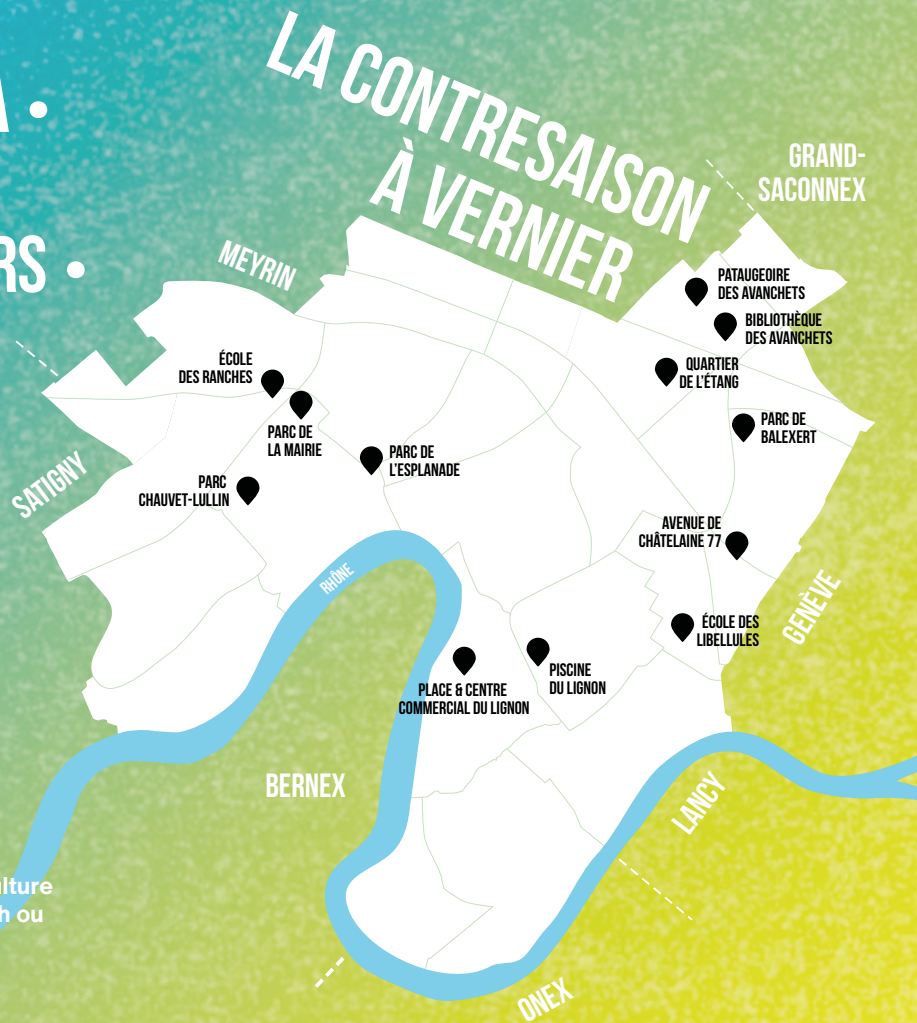 LA CONTRESAISON
À VERNIER
GRAND-
SACONNEX
MEYRIN
PATAUGEOIRE
DES AVANCHETS
BIBLIOTHÈQUE
DES AVANCHETS
QUARTIER
DE L'ÉTANG
ÉCOLE
DES RANCHES
PARC DE
LA MAIRIE
PARC DE
BALEXERT
PARC DE
L'ESPLANADE
SATIGNY
PARC
CHAUVET-LULLIN
AVENUE DE
CHÂTELAINE 77
RHÔNE
GENÈVE
ÉCOLE DES
LIBELLULES
PISCINE
DU LIGNON
PLACE & CENTRE
COMMERCIAL DU LIGNON
BERNEX
LANCY
ONEX
RS •
ou